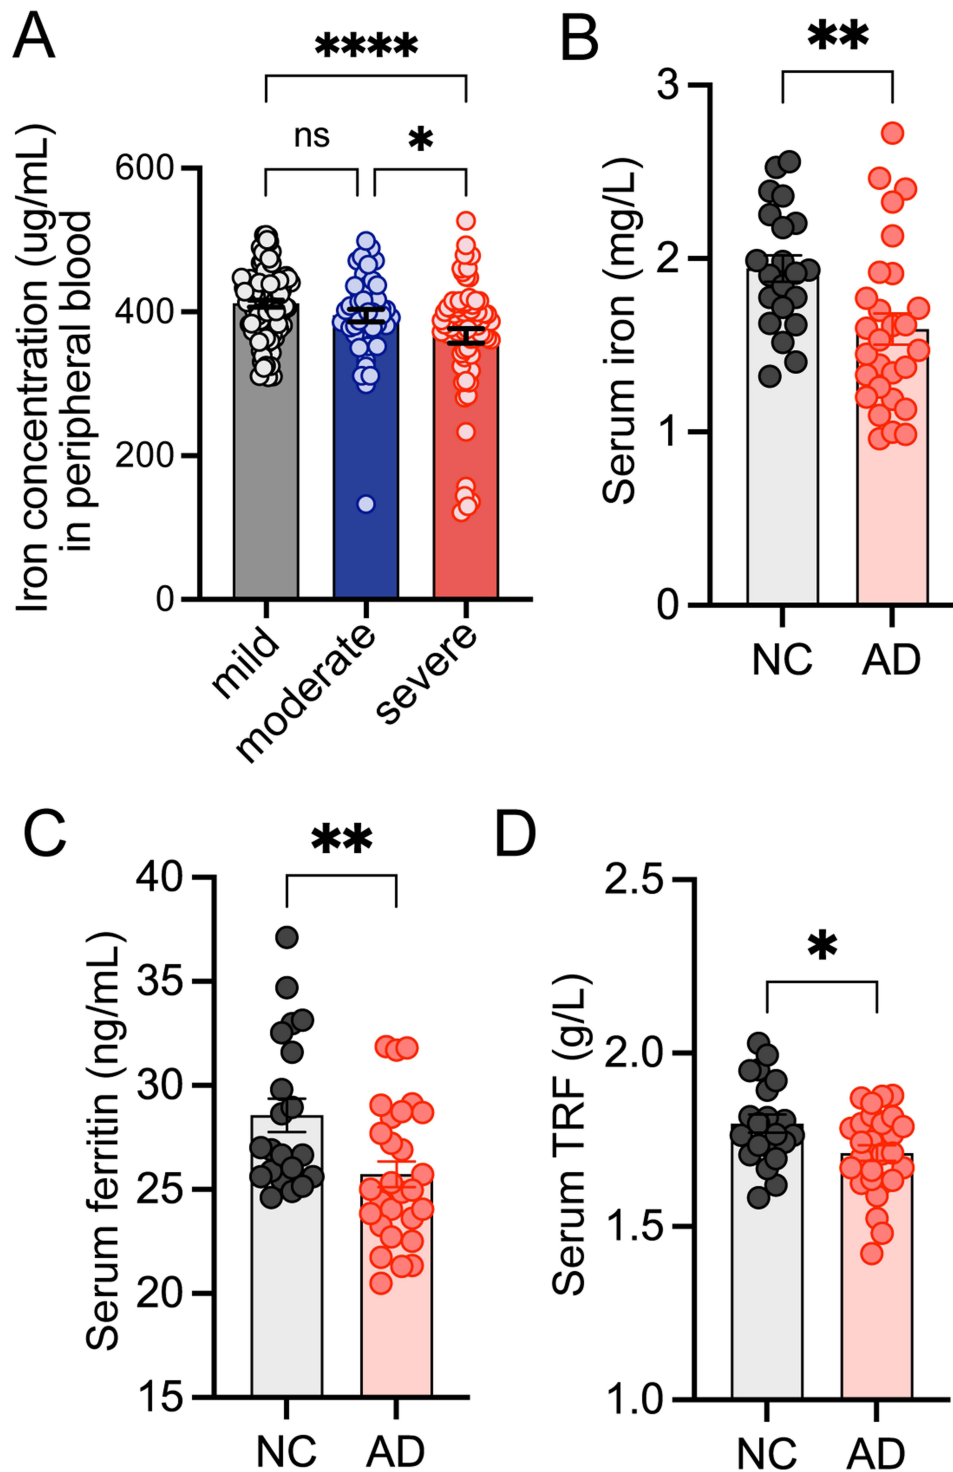 A
****
ns
*
Iron concentration (ug/mL)
in peripheral blood
600
400
200
0
mild
moderate
severe
B
**
Serum iron (mg/L)
3
2
1
0
NC
AD
C
**
Serum ferritin (ng/mL)
40
35
30
25
20
15
NC
AD
D
*
Serum TRF (g/L)
2.5
2.0
1.5
1.0
NC
AD